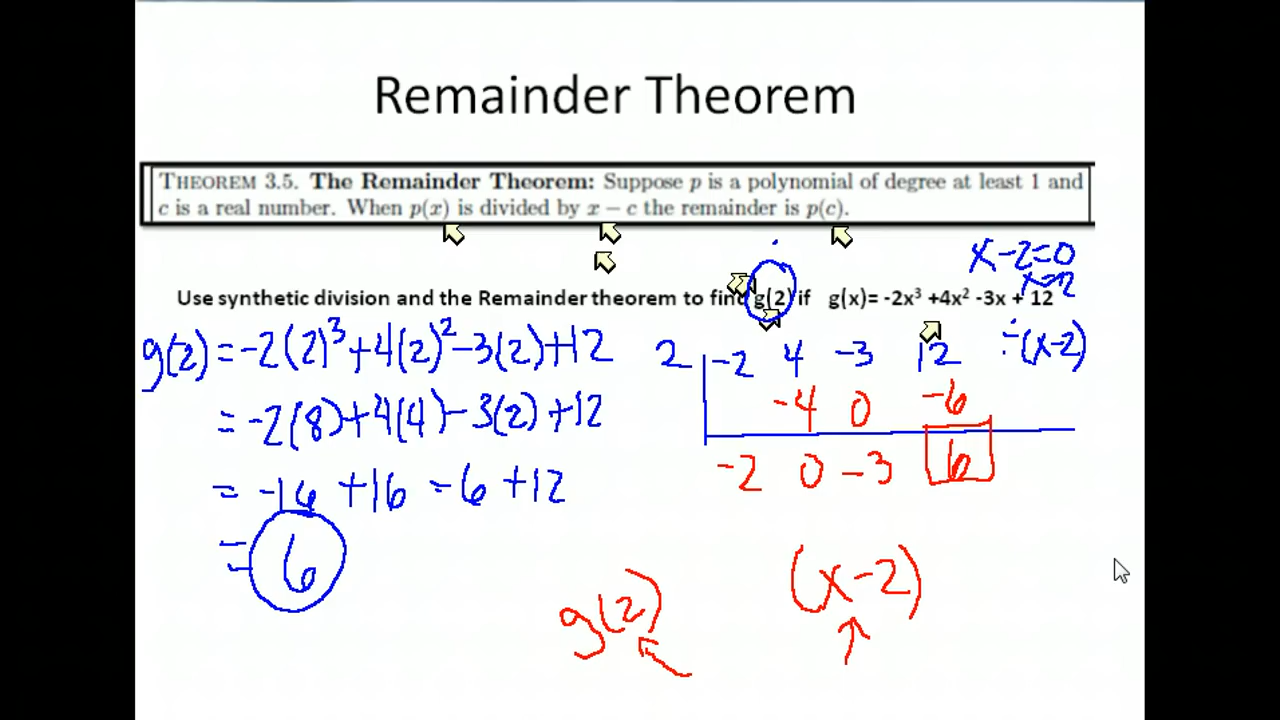 Remainder Theorem
THEOREM 3.5. The Remainder Theorem: Suppose p is a polynomial of degree at least 1 and
c is a real number. When p(x) is divided by x − c the remainder is p(c).
x-2=0
x=2
Use synthetic division and the Remainder theorem to find g(2) if g(x)= -2x³ +4x² -3x + 12
g(2) = -2(2)³+4(2)²-3(2)+12
2 -2 4 -3 12 ÷(x-2)
-4 0 -6
= -2(8)+4(4)-3(2)+12
-2 0 -3 6
= -16 +16 -6 +12
= 6
(x-2)
g(2)